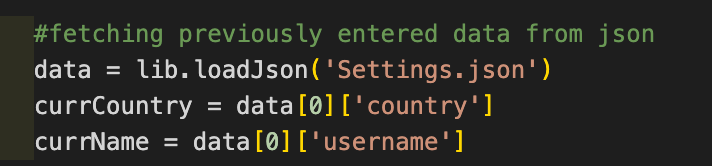 #fetching previously entered data from json
data = lib.loadJson('Settings.json')
currCountry = data[0]['country']
currName = data[0]['username']